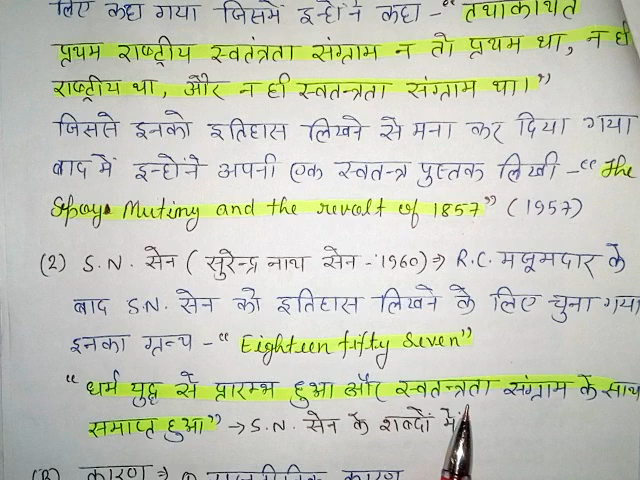 लिए कहा गया जिसमें इन्होंने कहा - “तथाकथित
प्रथम राष्ट्रीय स्वतंत्रता संग्राम न तो प्रथम था, न ही
राष्ट्रीय था, और न ही स्वतन्त्रता संग्राम था।”
जिससे इनको इतिहास लिखने से मना कर दिया गया
बाद में इन्होंने अपनी एक स्वतन्त्र पुस्तक लिखी - “The
Mutiny and the revolt of 1857” (1957)
(2) S.N. सेन ( सुरेन्द्र नाथ सेन - 1960) ⇒ R.C. मजूमदार के
बाद S.N. सेन को इतिहास लिखने के लिए चुना गया
इनका ग्रन्थ - “Eighteen fifty Seven”
“धर्म युद्ध से प्रारम्भ हुआ और स्वतन्त्रता संग्राम के साथ
समाप्त हुआ” → S.N. सेन के शब्दों में
कारण ⇒ कारण